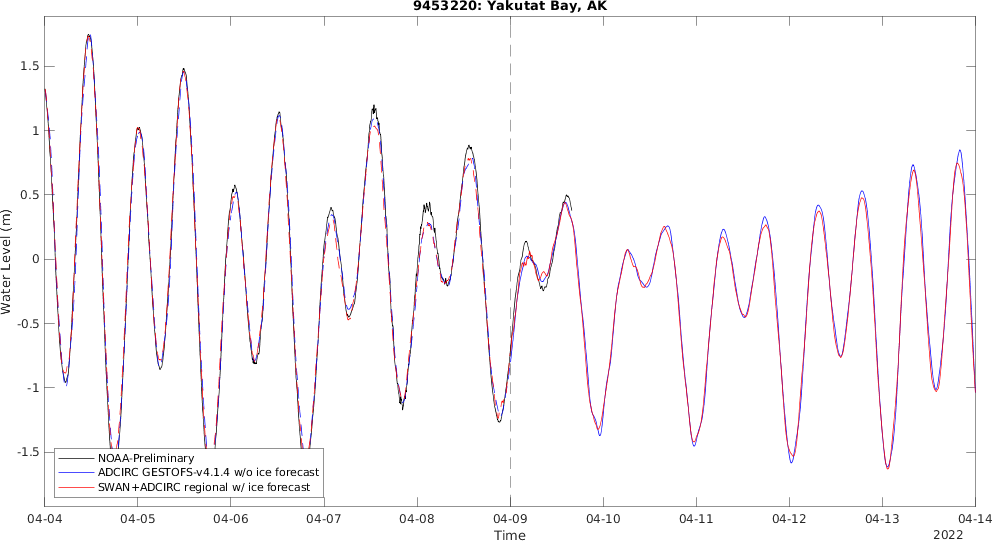 9453220: Yakutat Bay, AK
Water Level (m)
1.5
1
0.5
0
-0.5
-1
-1.5
NOAA-Preliminary
ADCIRC GESTOFS-v4.1.4 w/o ice forecast
SWAN+ADCIRC regional w/ ice forecast
04-04 04-05 04-06 04-07 04-08 04-09 04-10 04-11 04-12 04-13 04-14
Time
2022